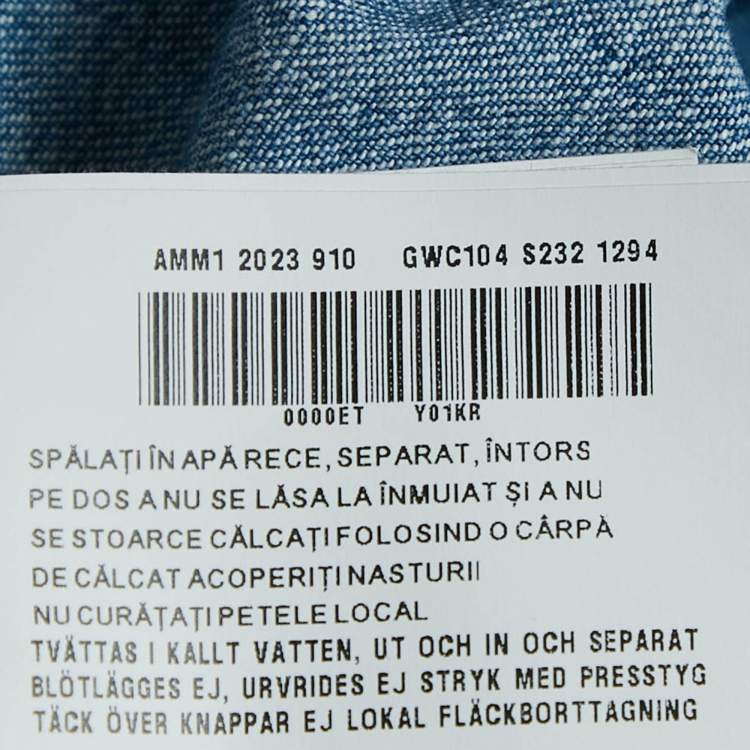 AMM1 2023 910 GWC104 S232 1294
0000ET Y01KR
SPĂLAȚI ÎN APĂ RECE, SEPARAT, ÎNTORS
PE DOS A NU SE LĂSA LA ÎNMUIAT ȘI A NU
SE STOARCE CĂLCAȚI FOLOSIND O CÂRPĂ
DE CĂLCAT ACOPERIȚI NASTURII
NU CURĂȚAȚI PETELE LOCAL
TVÄTTAS I KALLT VATTEN, UT OCH IN OCH SEPARAT
BLÖTLÄGGES EJ, URVRIDES EJ STRYK MED PRESSTYG
TÄCK ÖVER KNAPPAR EJ LOKAL FLÄCKBORTTAGNING